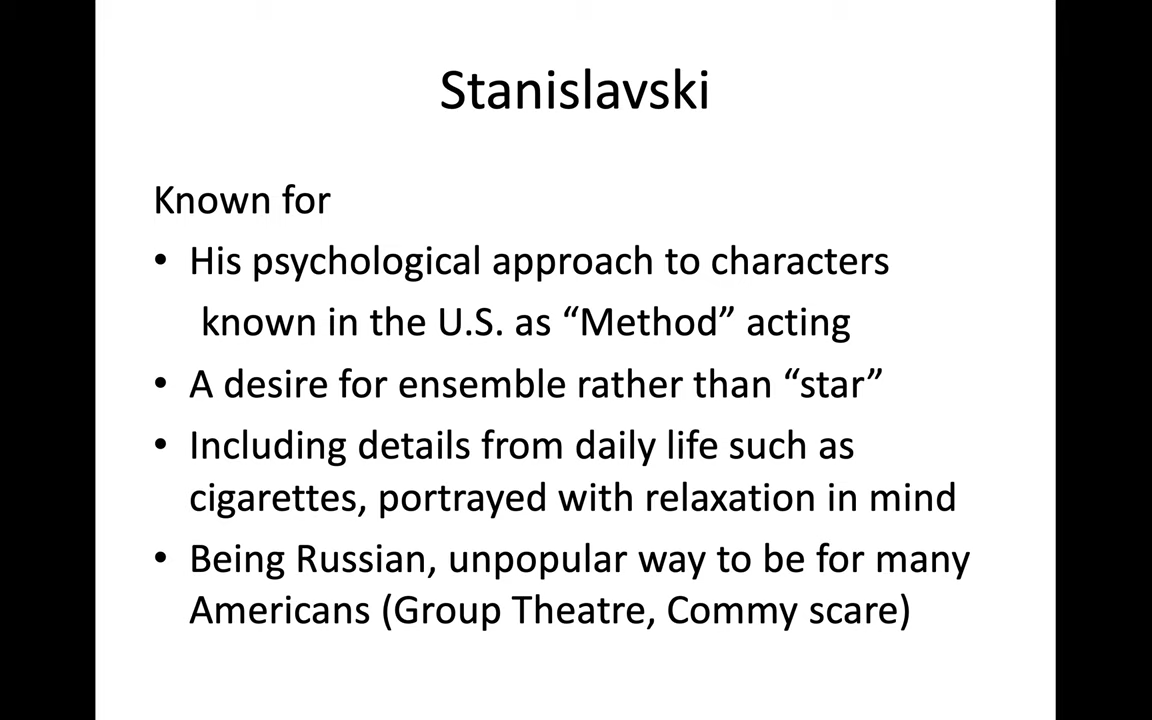 Stanislavski
Known for
• His psychological approach to characters
known in the U.S. as “Method” acting
• A desire for ensemble rather than “star”
• Including details from daily life such as
cigarettes, portrayed with relaxation in mind
• Being Russian, unpopular way to be for many
Americans (Group Theatre, Commy scare)